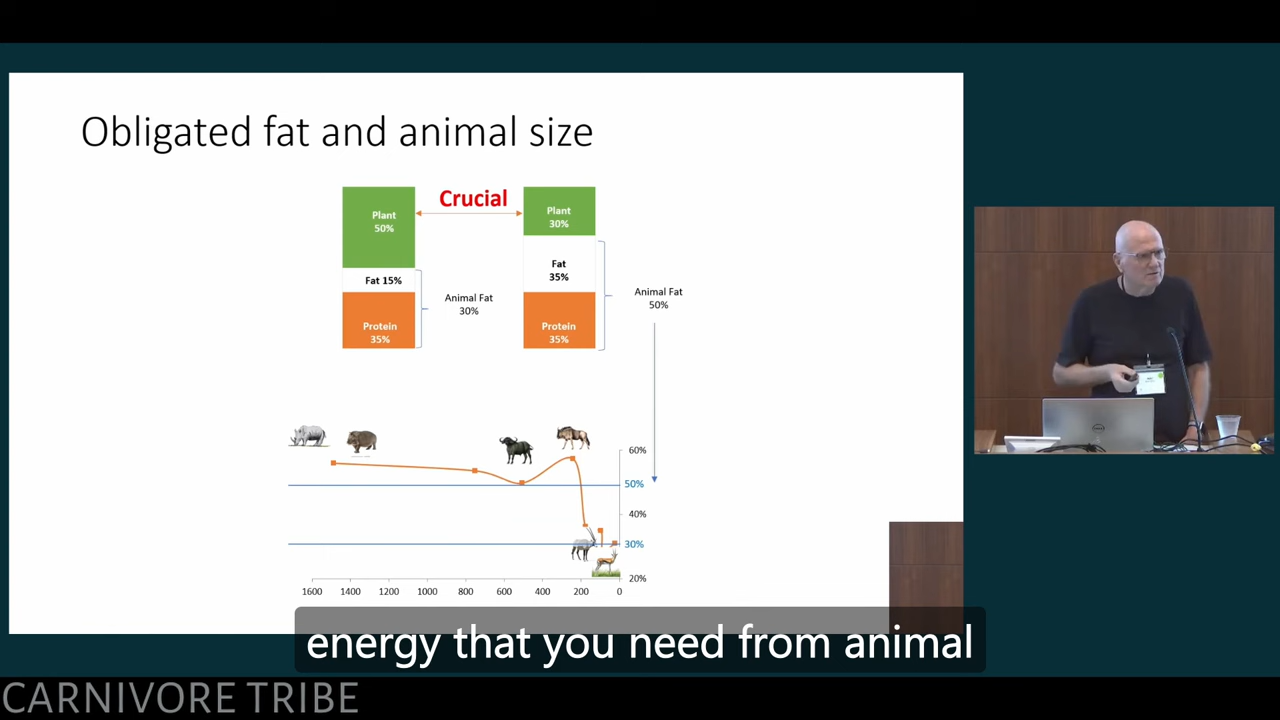 Obligated fat and animal size
Crucial
Plant
50%
Fat 15%
Protein
35%
Animal Fat
30%
Plant
30%
Fat
35%
Protein
35%
Animal Fat
50%
60%
50%
40%
30%
20%
1600
1400
1200
1000
800
600
400
200
0
DELL
energy that you need from animal
CARNIVORE TRIBE